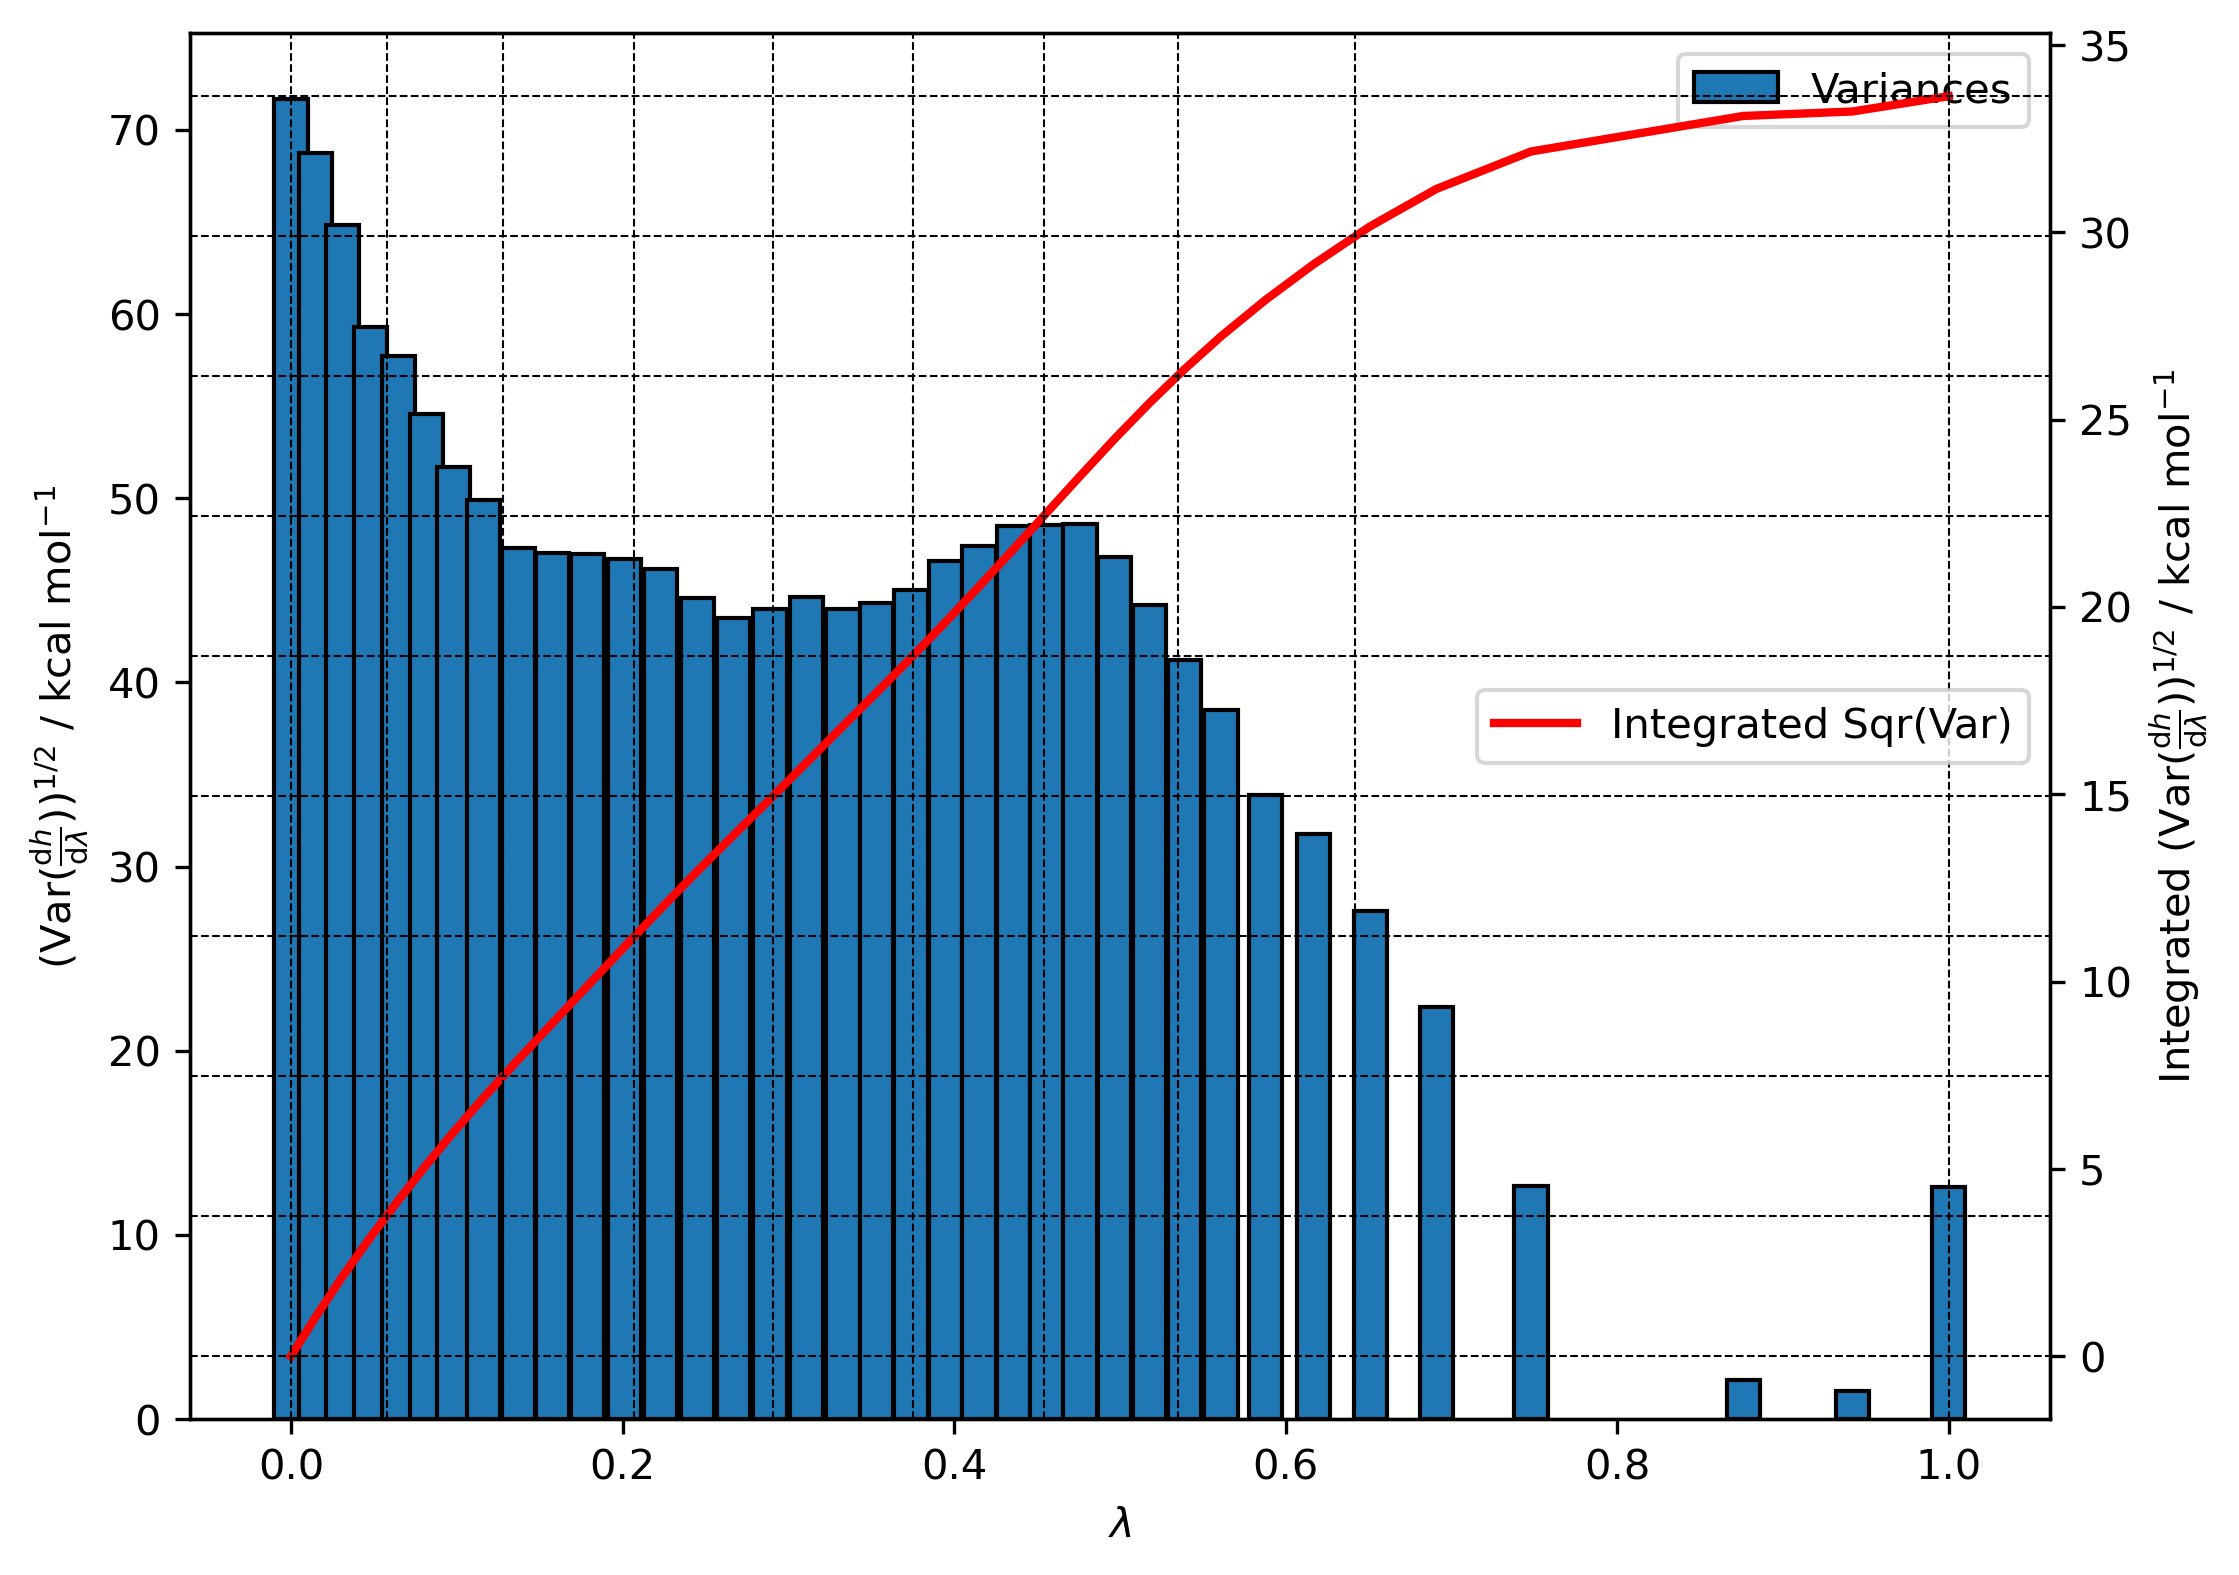 Variances
Integrated Sqr(Var)
(Var(dh/dλ))^1/2 / kcal mol^−1
Integrated (Var(dh/dλ))^1/2 / kcal mol^−1
70
60
50
40
30
20
10
0
35
30
25
20
15
10
5
0
0.0 0.2 0.4 0.6 0.8 1.0
λ